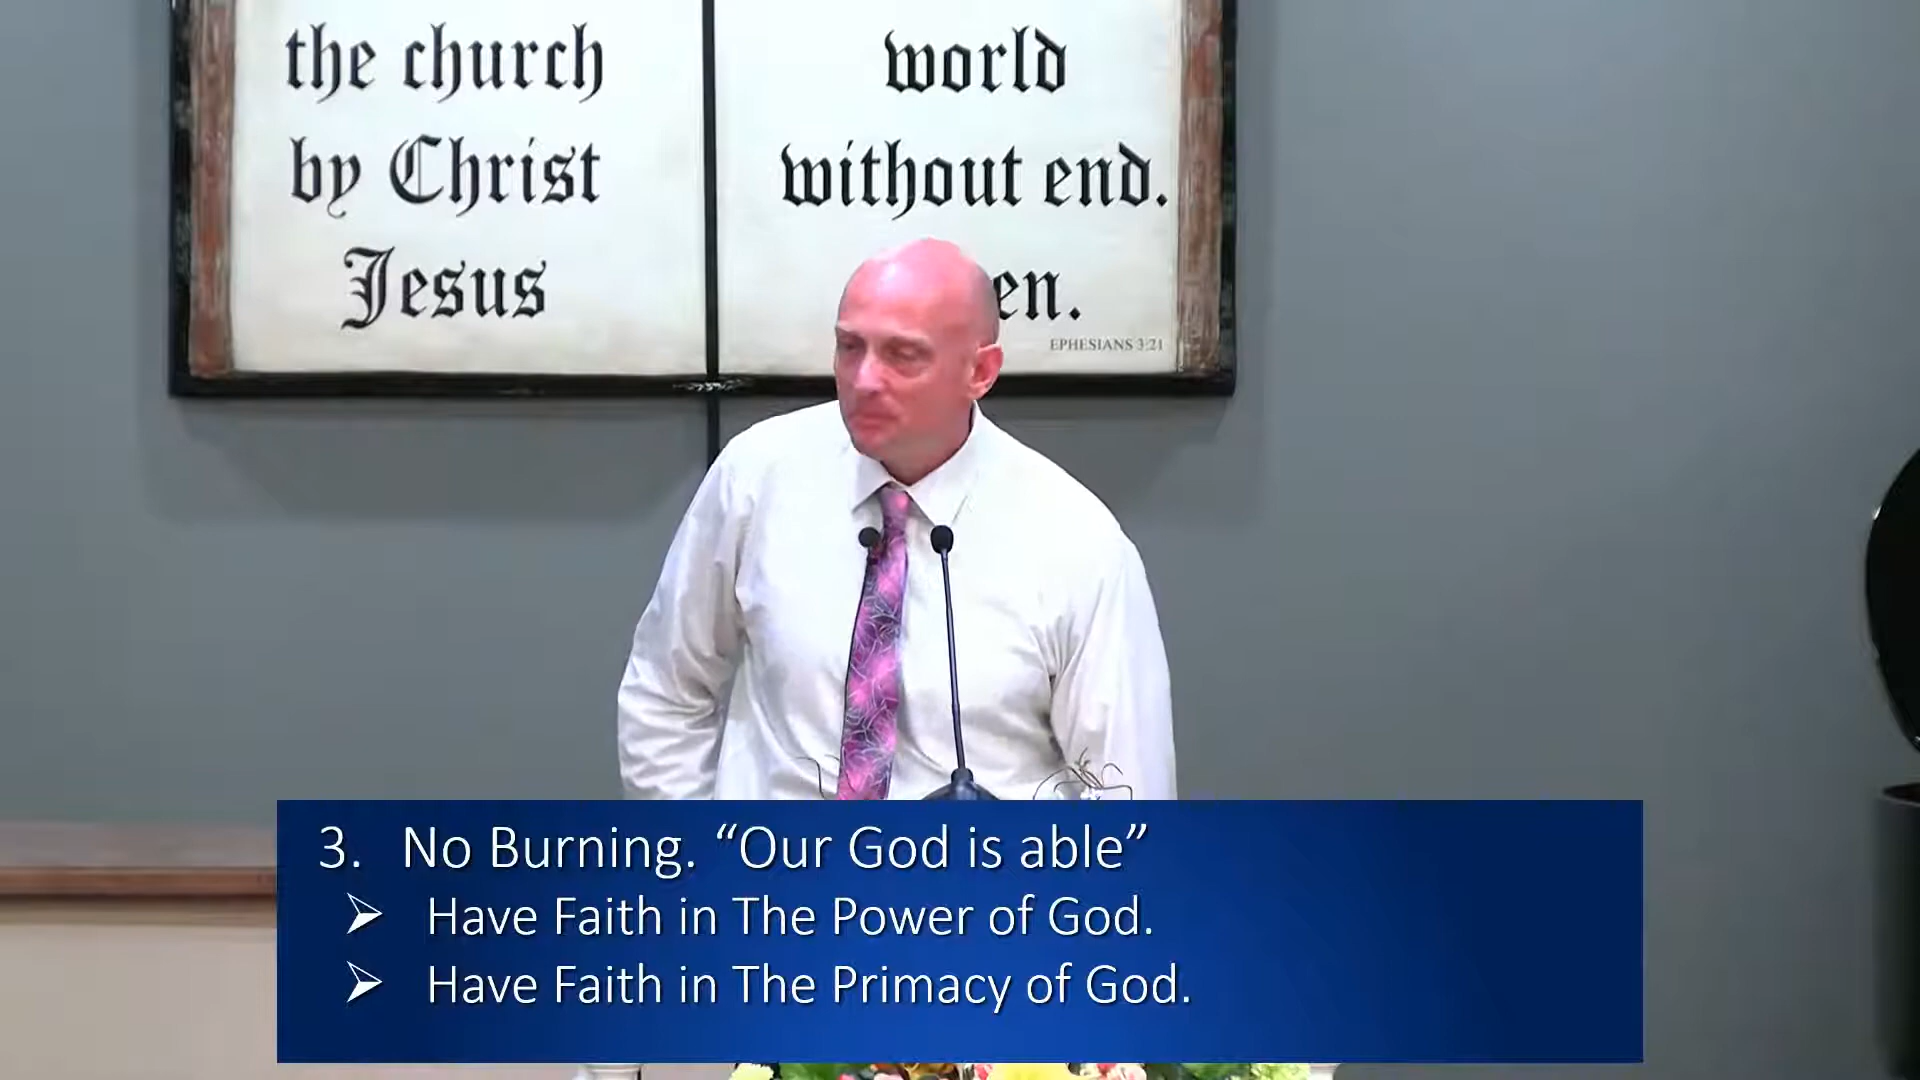 the church
by Christ
Jesus
world
without end.
en.
EPHESIANS 3:21
3. No Burning. “Our God is able”
➢ Have Faith in The Power of God.
➢ Have Faith in The Primacy of God.